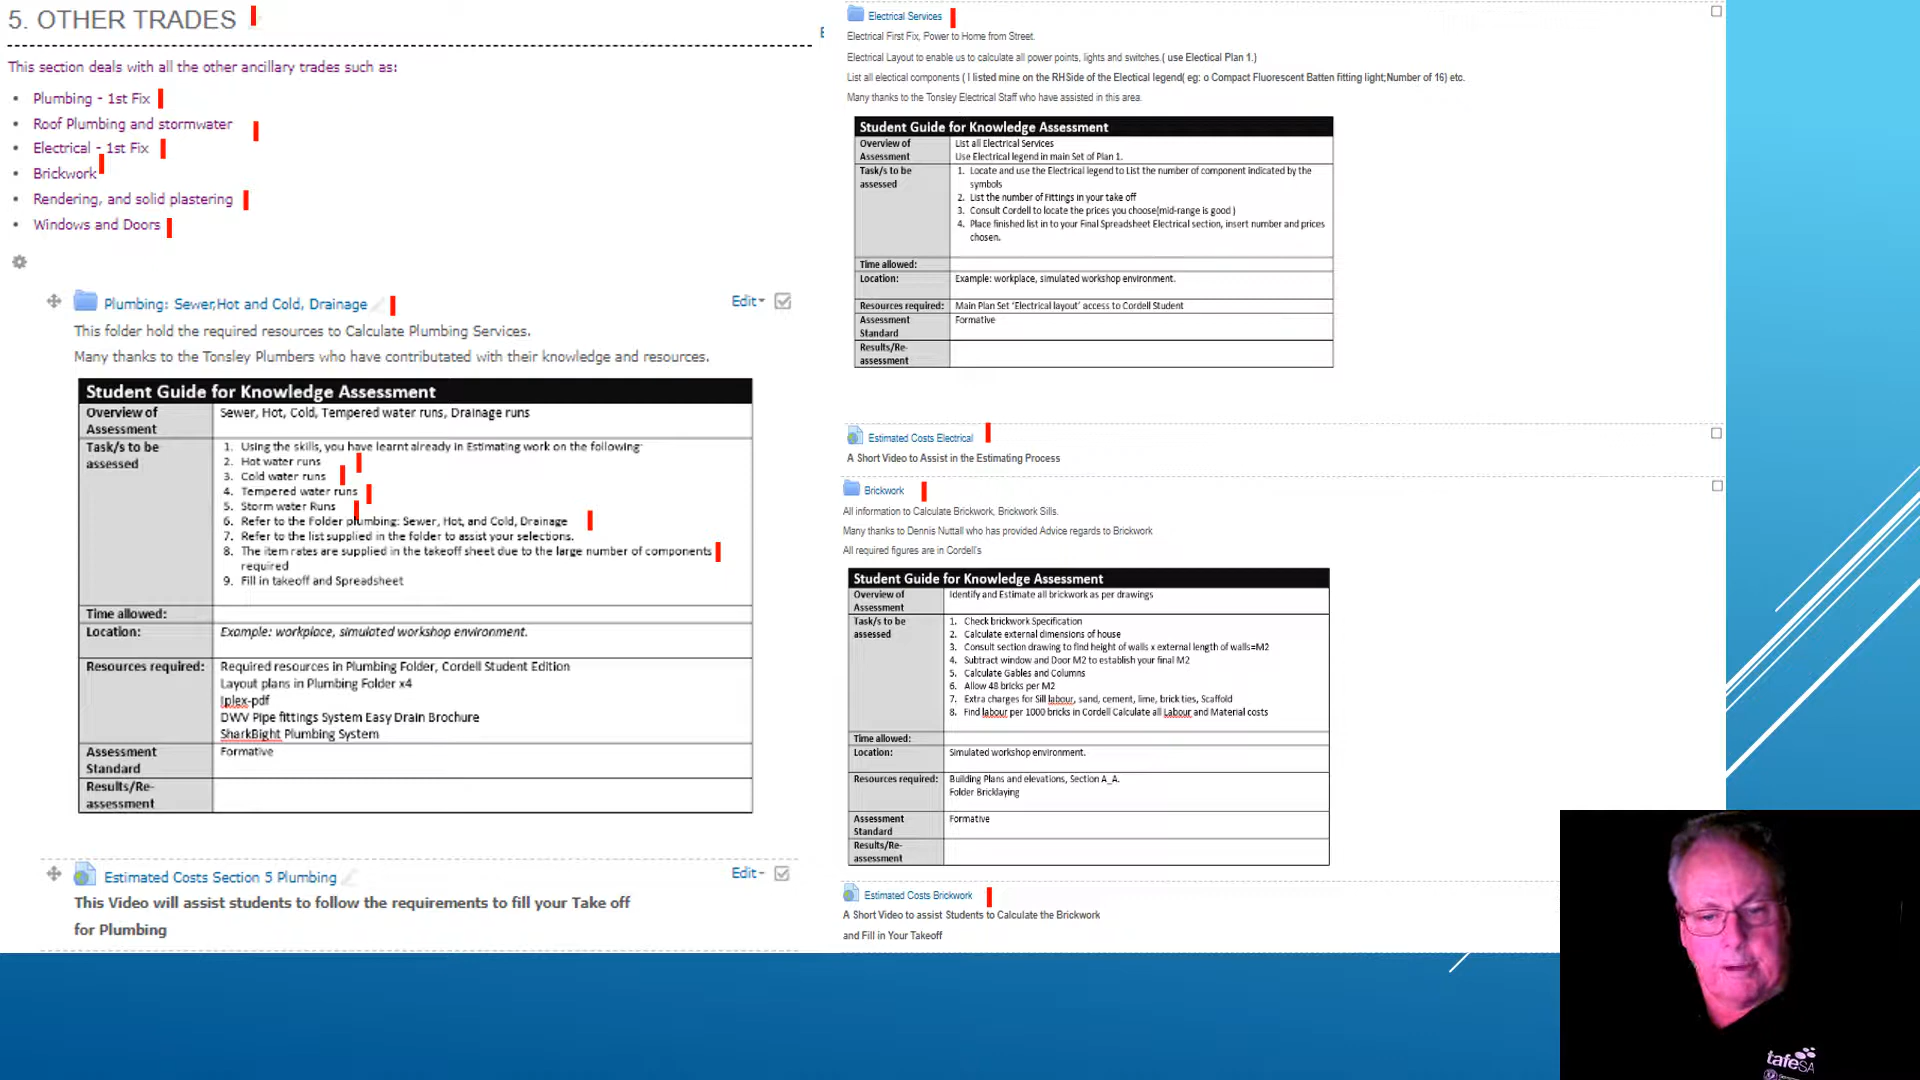 5. OTHER TRADES
This section deals with all the other ancillary trades such as:
• Plumbing - 1st Fix
• Roof Plumbing and stormwater
• Electrical - 1st Fix
• Brickwork
• Rendering, and solid plastering
• Windows and Doors
Plumbing: Sewer,Hot and Cold, Drainage
Edit
This folder hold the required resources to Calculate Plumbing Services.
Many thanks to the Tonsley Plumbers who have contributated with their knowledge and resources.
Student Guide for Knowledge Assessment
Overview of
Assessment
Sewer, Hot, Cold, Tempered water runs, Drainage runs
Task/s to be
assessed
1. Using the skills, you have learnt already in Estimating work on the following:
2. Hot water runs
3. Cold water runs
4. Tempered water runs
5. Storm water Runs
6. Refer to the Folder plumbing: Sewer, Hot, and Cold, Drainage
7. Refer to the list supplied in the folder to assist your selections.
8. The item rates are supplied in the takeoff sheet due to the large number of components
required
9. Fill in takeoff and Spreadsheet
Time allowed:
Location:
Example: workplace, simulated workshop environment.
Resources required:
Required resources in Plumbing Folder, Cordell Student Edition
Layout plans in Plumbing Folder x4
Iplex-pdf
DWV Pipe fittings System Easy Drain Brochure
SharkBight Plumbing System
Assessment
Standard
Formative
Results/Re-
assessment
Estimated Costs Section 5 Plumbing
Edit
This Video will assist students to follow the requirements to fill your Take off
for Plumbing
Electrical Services
Electrical First Fix, Power to Home from Street.
Electrical Layout to enable us to calculate all power points, lights and switches.( use Electical Plan 1.)
List all electical components ( I listed mine on the RHSide of the Electical legend( eg: o Compact Fluorescent Batten fitting light;Number of 16) etc.
Many thanks to the Tonsley Electrical Staff who have assisted in this area.
Student Guide for Knowledge Assessment
Overview of
Assessment
List all Electrical Services
Use Electrical legend in main Set of Plan 1.
Task/s to be
assessed
1. Locate and use the Electrical legend to List the number of component indicated by the
symbols
2. List the number of Fittings in your take off
3. Consult Cordell to locate the prices you choose(mid-range is good )
4. Place finished list in to your Final Spreadsheet Electrical section, insert number and prices
chosen.
Time allowed:
Location:
Example: workplace, simulated workshop environment.
Resources required:
Main Plan Set 'Electrical layout' access to Cordell Student
Assessment
Standard
Formative
Results/Re-
assessment
Estimated Costs Electrical
A Short Video to Assist in the Estimating Process
Brickwork
All information to Calculate Brickwork, Brickwork Sills.
Many thanks to Dennis Nuttall who has provided Advice regards to Brickwork
All required figures are in Cordell's
Student Guide for Knowledge Assessment
Overview of
Assessment
Identify and Estimate all brickwork as per drawings
Task/s to be
assessed
1. Check brickwork Specification
2. Calculate external dimensions of house
3. Consult section drawing to find height of walls x external length of walls=M2
4. Subtract window and Door M2 to establish your final M2
5. Calculate Gables and Columns
6. Allow 48 bricks per M2
7. Extra charges for Sill labour, sand, cement, lime, brick ties, Scaffold
8. Find labour per 1000 bricks in Cordell Calculate all Labour and Material costs
Time allowed:
Location:
Simulated workshop environment.
Resources required:
Building Plans and elevations, Section A_A.
Folder Bricklaying
Assessment
Standard
Formative
Results/Re-
assessment
Estimated Costs Brickwork
A Short Video to assist Students to Calculate the Brickwork
and Fill in Your Takeoff
tafeSA